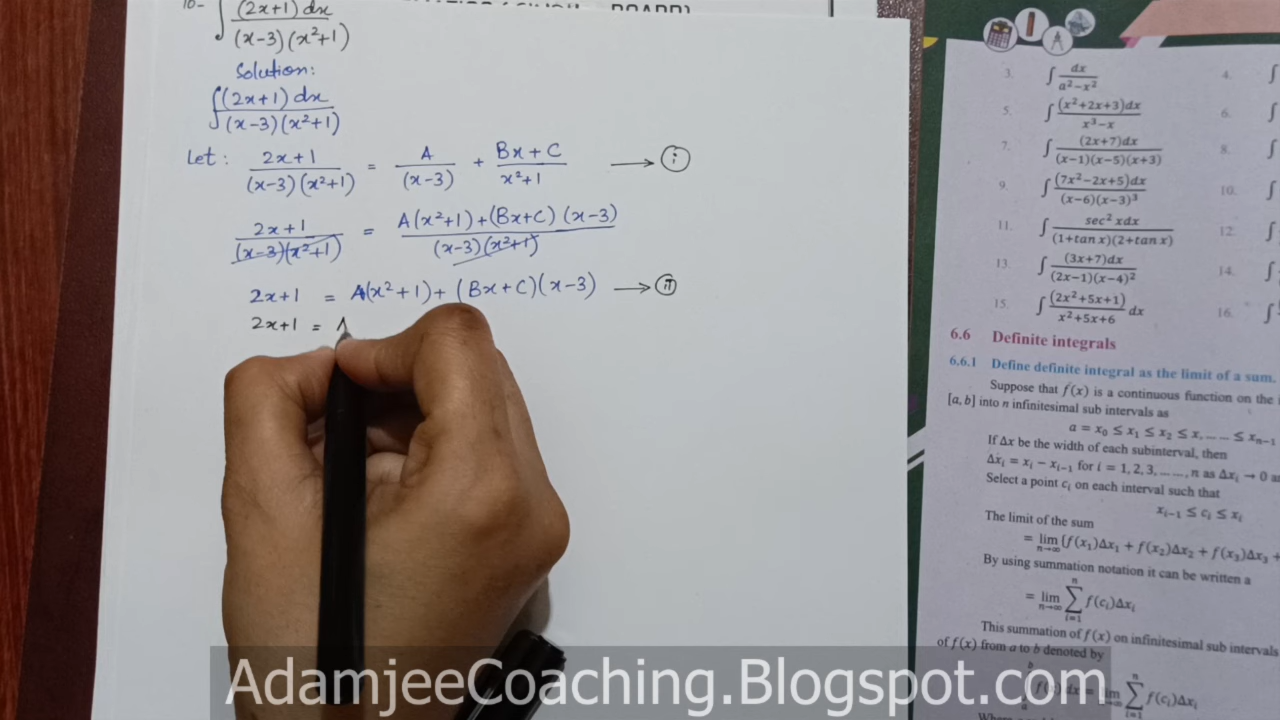 10- ∫ (2x+1) dx / (x-3)(x²+1)
Solution:
∫ (2x+1) dx / (x-3)(x²+1)
Let: 2x+1 / (x-3)(x²+1) = A / (x-3) + Bx+C / x²+1 → (i)
2x+1 / (x-3)(x²+1) = A(x²+1)+(Bx+C)(x-3) / (x-3)(x²+1)
2x+1 = A(x²+1)+(Bx+C)(x-3) → (ii)
2x+1 = A
3. ∫ dx / a²-x² 4. ∫
5. ∫ (x²+2x+3)dx / x³-x 6. ∫
7. ∫ (2x+7)dx / (x-1)(x-5)(x+3) 8. ∫
9. ∫ (7x²-2x+5)dx / (x-6)(x-3)³ 10. ∫
11. ∫ sec² xdx / (1+tan x)(2+tan x) 12. ∫
13. ∫ (3x+7)dx / (2x-1)(x-4)² 14. ∫
15. ∫ (2x²+5x+1) / x²+5x+6 dx 16. ∫
6.6 Definite integrals
6.6.1 Define definite integral as the limit of a sum.
Suppose that f(x) is a continuous function on the
[a, b] into n infinitesimal sub intervals as
a = x₀ ≤ x₁ ≤ x₂ ≤ x, ... ... ≤ xₙ₋₁
If Δx be the width of each subinterval, then
Δxᵢ = xᵢ − xᵢ₋₁ for i = 1, 2, 3, ... ..., n as Δxᵢ → 0
Select a point cᵢ on each interval such that
xᵢ₋₁ ≤ cᵢ ≤ xᵢ
The limit of the sum
= lim n→∞ {f(x₁)Δx₁ + f(x₂)Δx₂ + f(x₃)Δx₃ +
By using summation notation it can be written a
= lim n→∞ ∑ i=1 n f(cᵢ)Δxᵢ
This summation of f(x) on infinitesimal sub intervals
of f(x) from a to b denoted by
∫ a b f(x) dx = lim n→∞ ∑ i=1 n f(cᵢ)Δxᵢ
AdamjeeCoaching.Blogspot.com